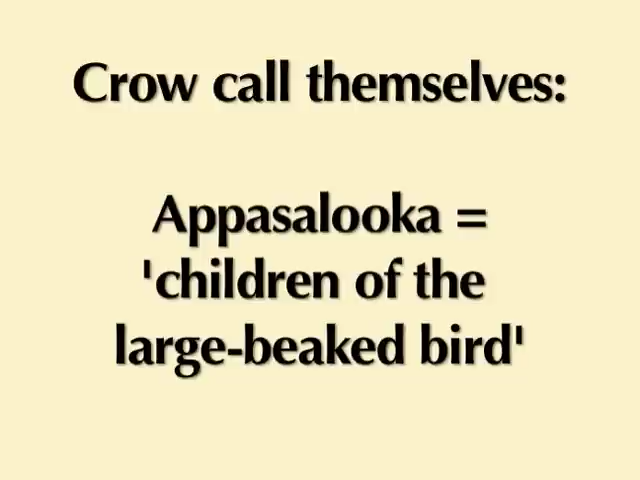 Crow call themselves:
Appasalooka =
'children of the
large-beaked bird'